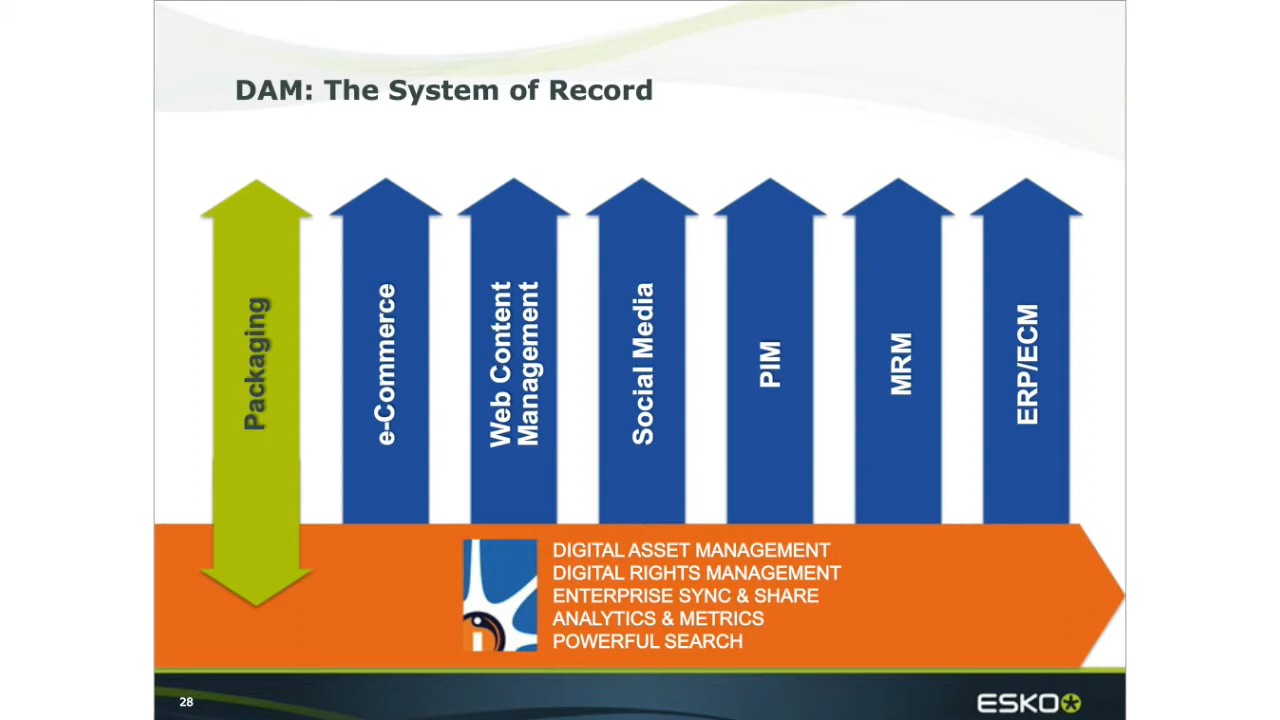 DAM: The System of Record
Packaging
e-Commerce
Web Content
Management
Social Media
PIM
MRM
ERP/ECM
DIGITAL ASSET MANAGEMENT
DIGITAL RIGHTS MANAGEMENT
ENTERPRISE SYNC & SHARE
ANALYTICS & METRICS
POWERFUL SEARCH
28
ESKO